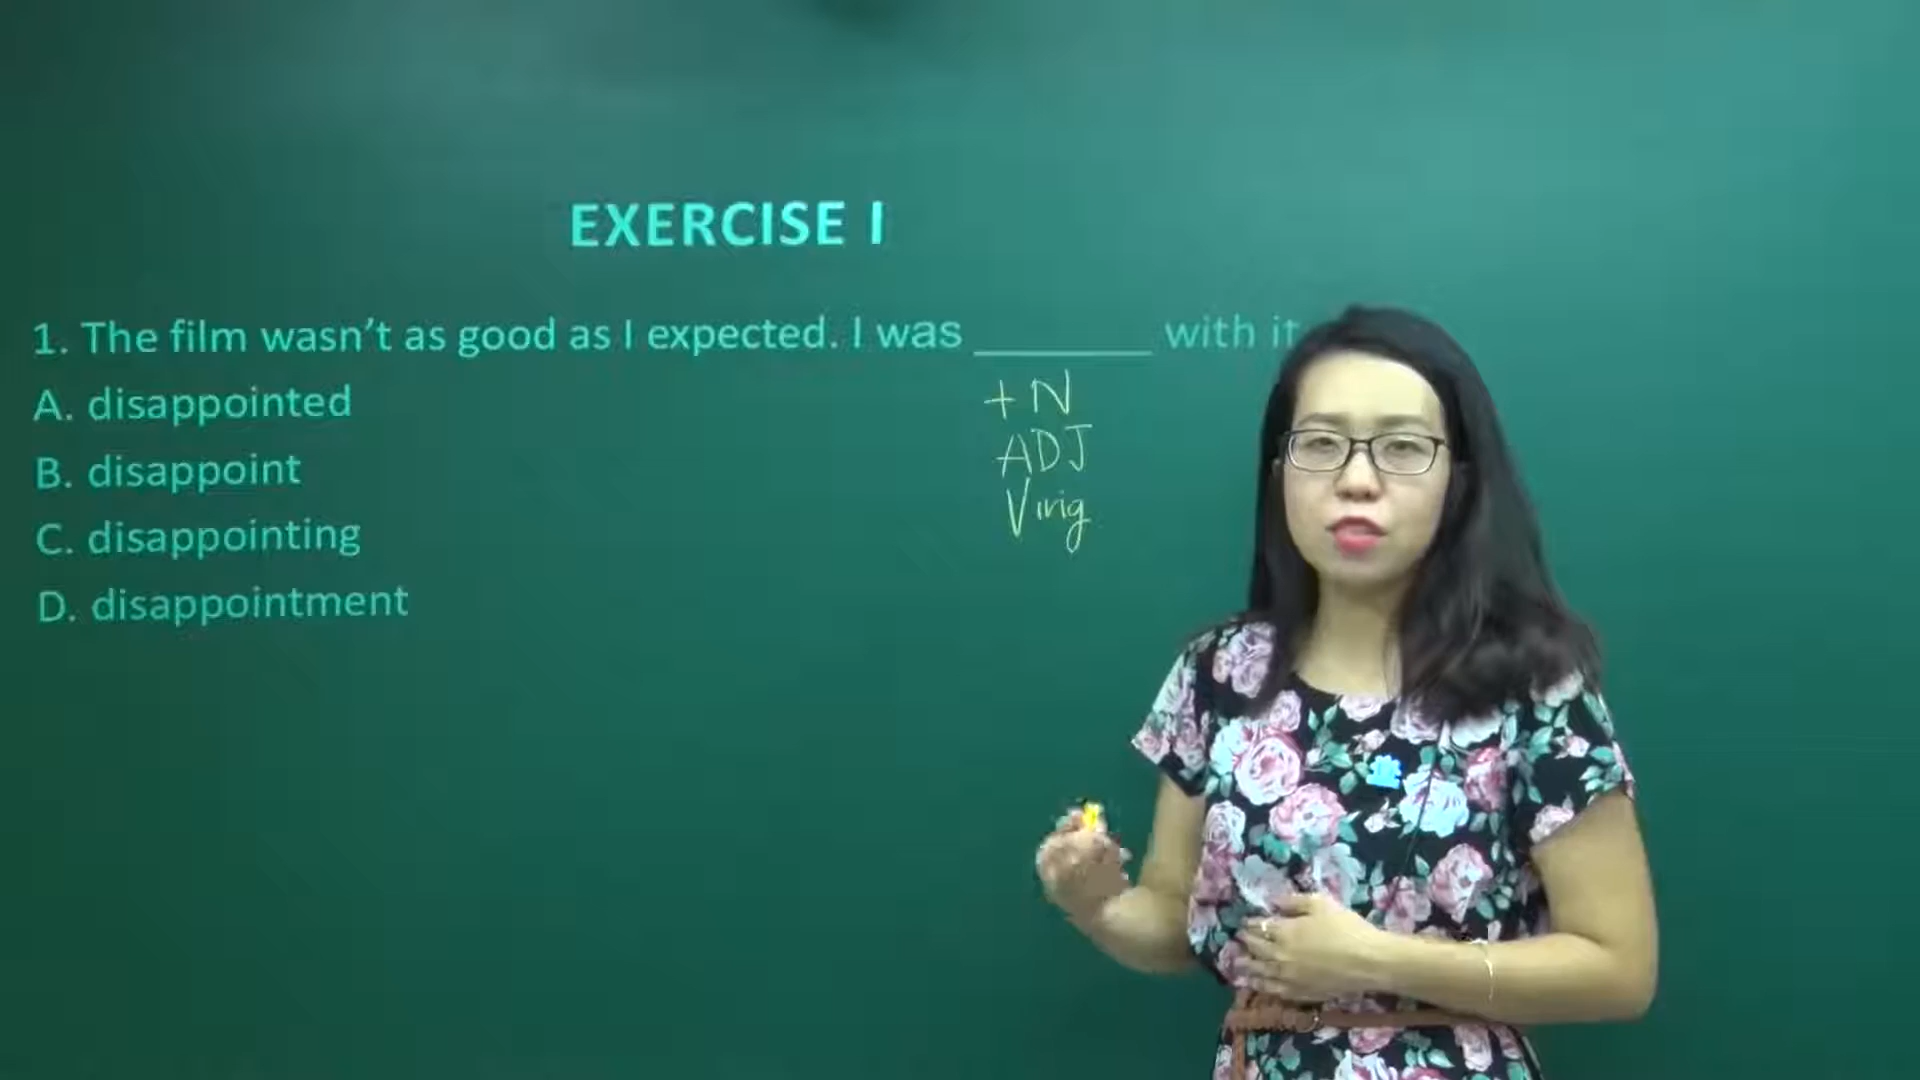 EXERCISE I
1. The film wasn't as good as I expected. I was ________ with it
+ N
A. disappointed
ADJ
B. disappoint
Ving
C. disappointing
D. disappointment